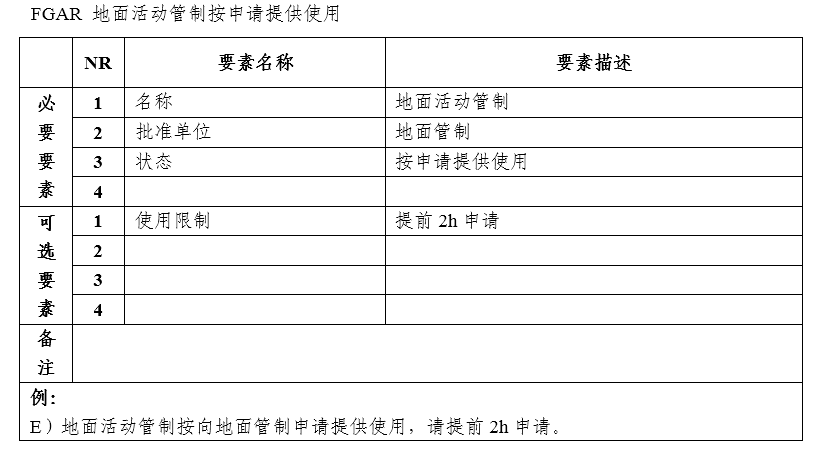 FGAR 地面活动管制按申请提供使用
NR 要素名称 要素描述
必要要素
1 名称 地面活动管制
2 批准单位 地面管制
3 状态 按申请提供使用
4
可选要素
1 使用限制 提前 2h 申请
2
3
4
备注
例：
E）地面活动管制按向地面管制申请提供使用，请提前 2h 申请。